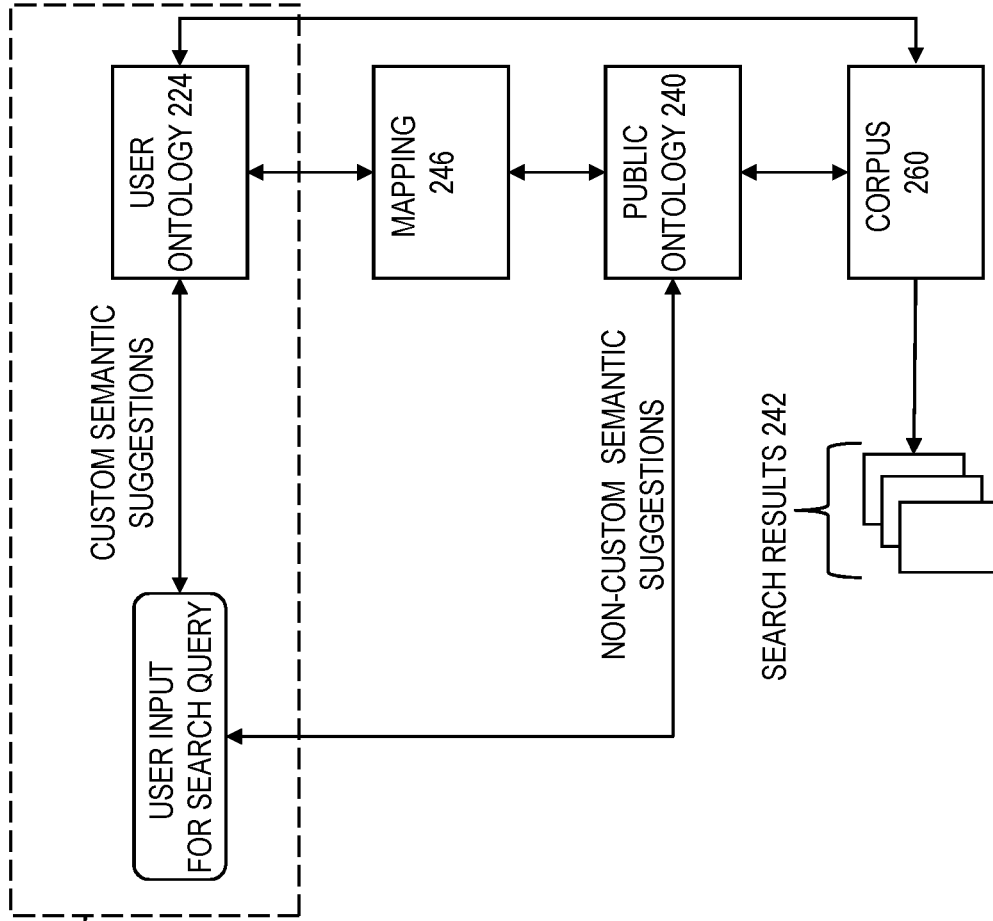 USER INPUT
FOR SEARCH QUERY
CUSTOM SEMANTIC
SUGGESTIONS
USER
ONTOLOGY 224
MAPPING
246
NON-CUSTOM SEMANTIC
SUGGESTIONS
PUBLIC
ONTOLOGY 240
SEARCH RESULTS 242
CORPUS
260